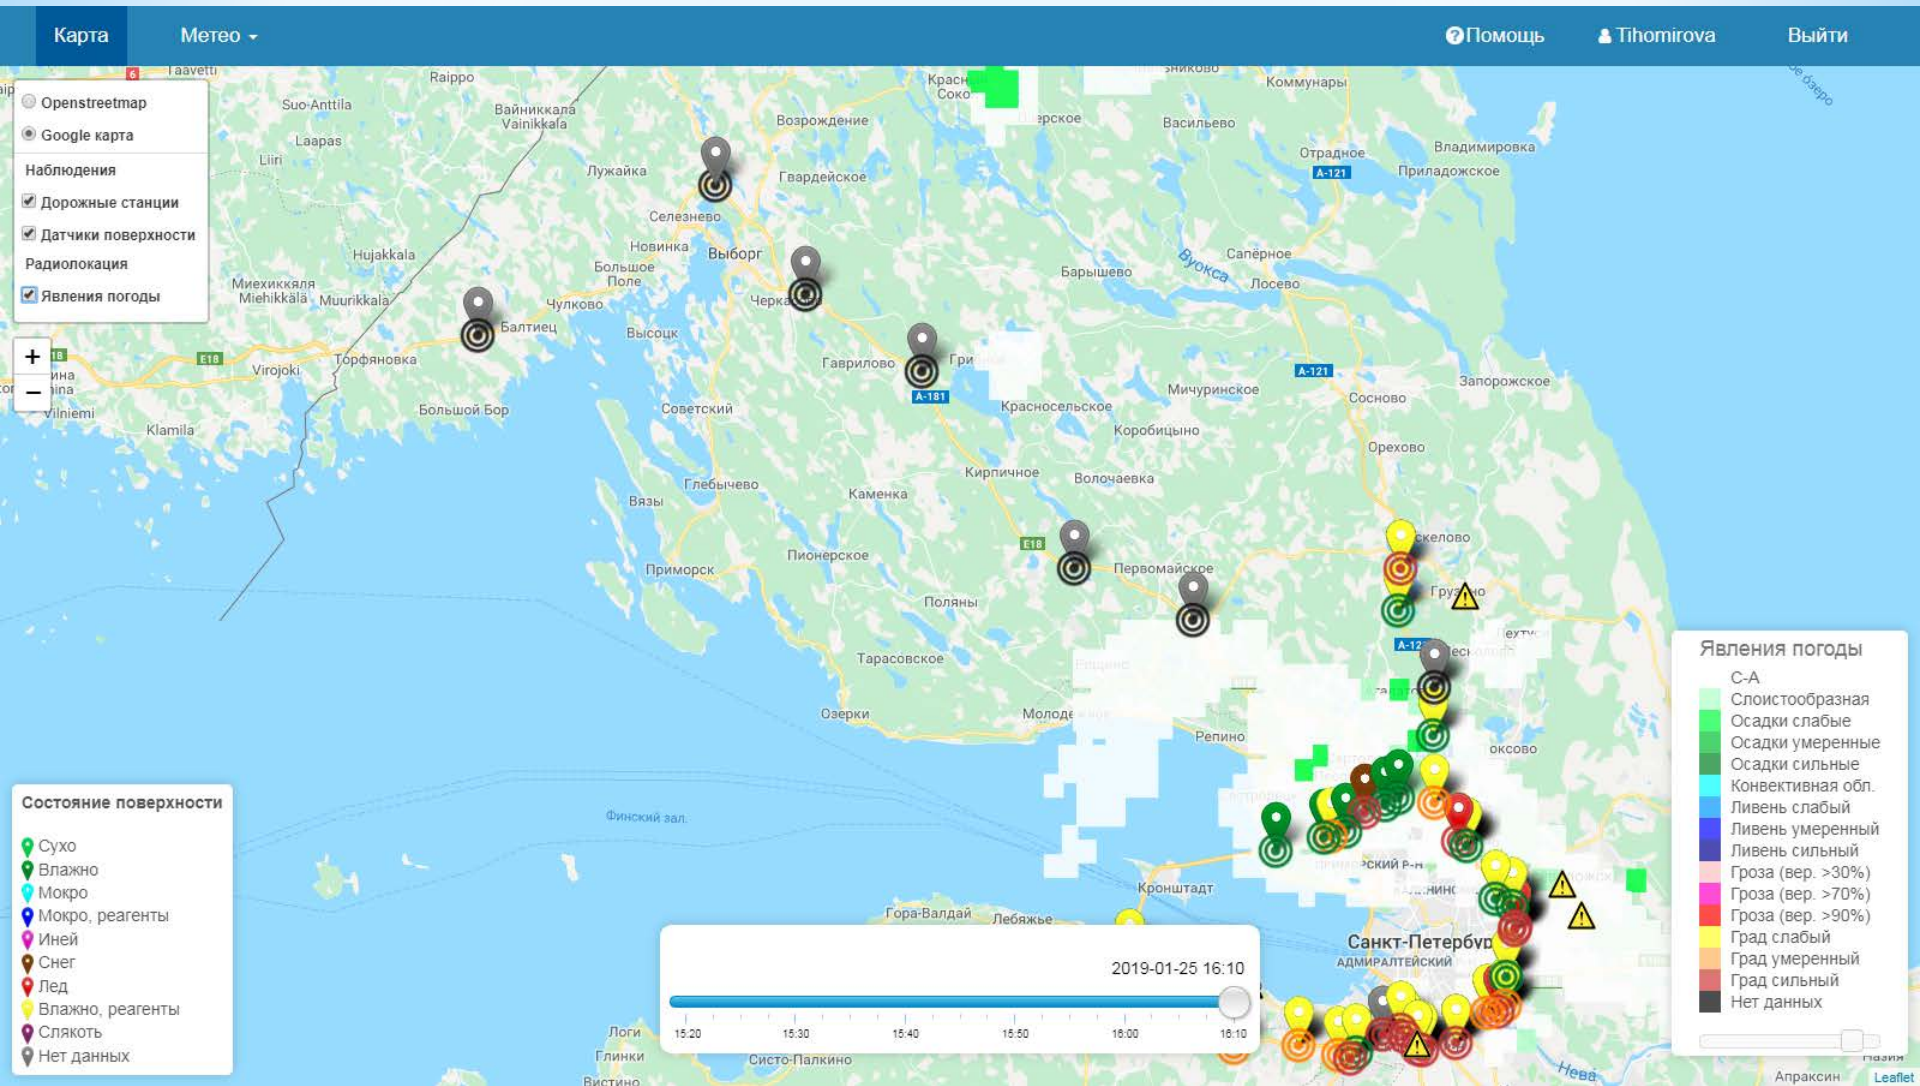 Карта
Метео
Помощь
Tihomirova
Выйти
Openstreetmap
Google карта
Наблюдения
Дорожные станции
Датчики поверхности
Радиолокация
Явления погоды
+
−
6
Taavetti
Raippo
Suo-Anttila
Laapas
Liiri
Вайниккала
Vainikkala
Возрождение
Коммунары
Васильево
Отрадное
A-121
Владимировка
Приладожское
Лужайка
Гвардейское
Селезнево
Новинка
Выборг
Большое
Поле
Hujakkala
Миехиккяля
Miehikkälä
Muurikkala
Чулково
Балтиец
Высоцк
Барышево
Вуокса
Сапёрное
Лосево
E18
Virojoki
Торфяновка
Гаврилово
A-181
A-121
Vilniemi
Klamila
Большой Бор
Советский
Красносельское
Мичуринское
Сосново
Запорожское
Коробицыно
Орехово
Глебычево
Вязы
Каменка
Кирпичное
Волочаевка
E18
Пионерское
Приморск
Первомайское
Поляны
Тарасовское
Озерки
Репино
Финский зал.
Кронштадт
Гора-Валдай
Лебяжье
Санкт-Петербур
АДМИРАЛТЕЙСКИЙ
Логи
Глинки
Систо-Палкино
Вистино
Нева
Назия
Апраксин
Leaflet
Состояние поверхности
Сухо
Влажно
Мокро
Мокро, реагенты
Иней
Снег
Лед
Влажно, реагенты
Слякоть
Нет данных
2019-01-25 16:10
15:20
15:30
15:40
15:50
16:00
16:10
Явления погоды
С-А
Слоистообразная
Осадки слабые
Осадки умеренные
Осадки сильные
Конвективная обл.
Ливень слабый
Ливень умеренный
Ливень сильный
Гроза (вер. >30%)
Гроза (вер. >70%)
Гроза (вер. >90%)
Град слабый
Град умеренный
Град сильный
Нет данных